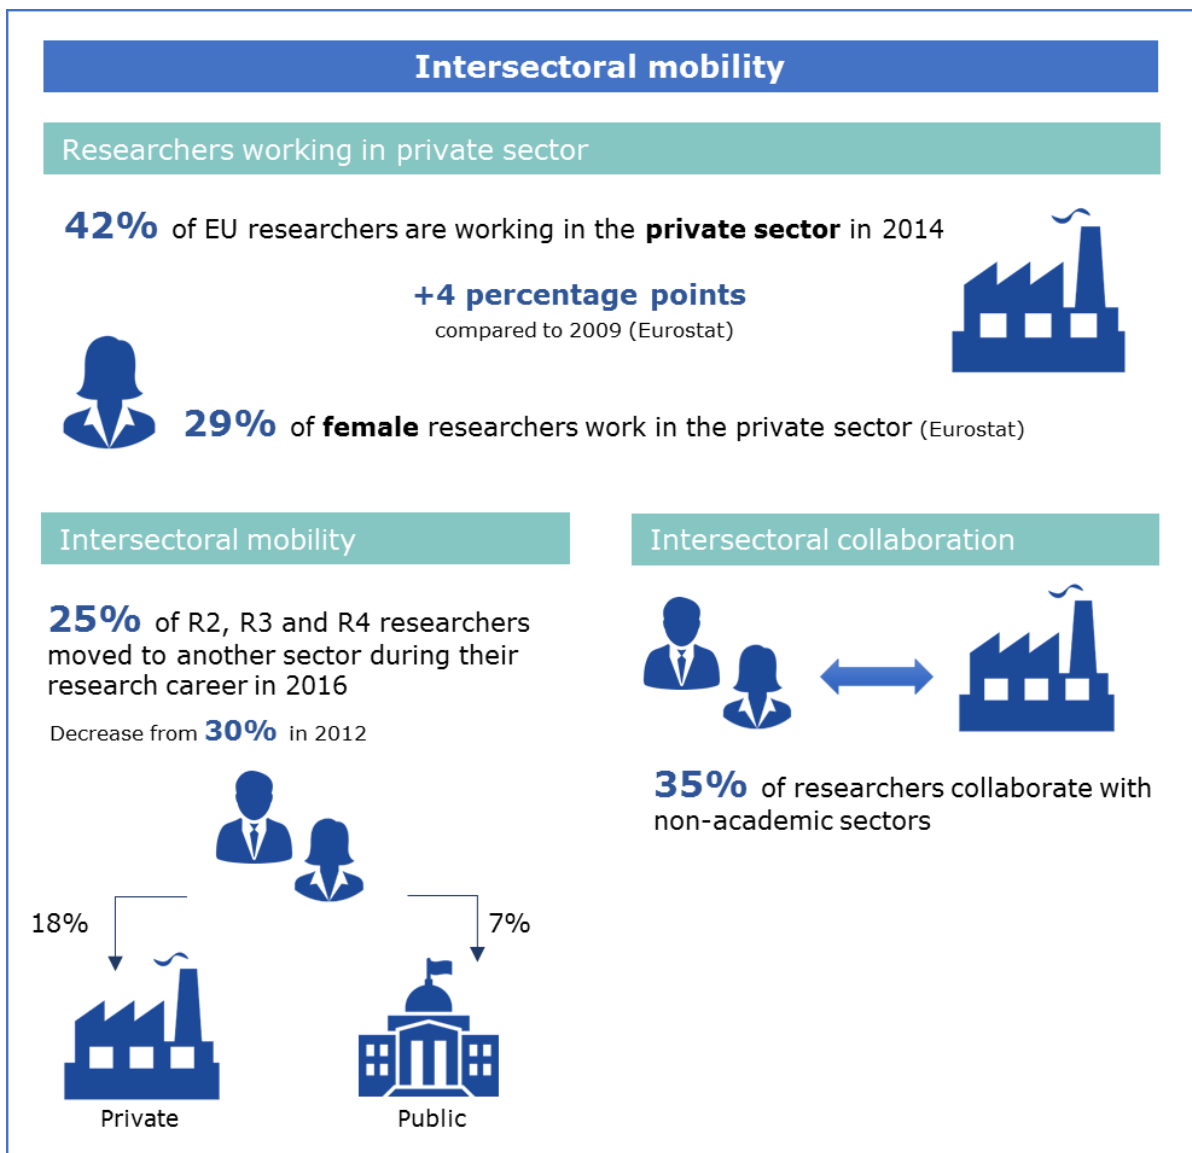 Intersectoral mobility
Researchers working in private sector
42% of EU researchers are working in the private sector in 2014
+4 percentage points
compared to 2009 (Eurostat)
29% of female researchers work in the private sector (Eurostat)
Intersectoral mobility
25% of R2, R3 and R4 researchers
moved to another sector during their
research career in 2016
Decrease from 30% in 2012
18%
7%
Private
Public
Intersectoral collaboration
35% of researchers collaborate with
non-academic sectors